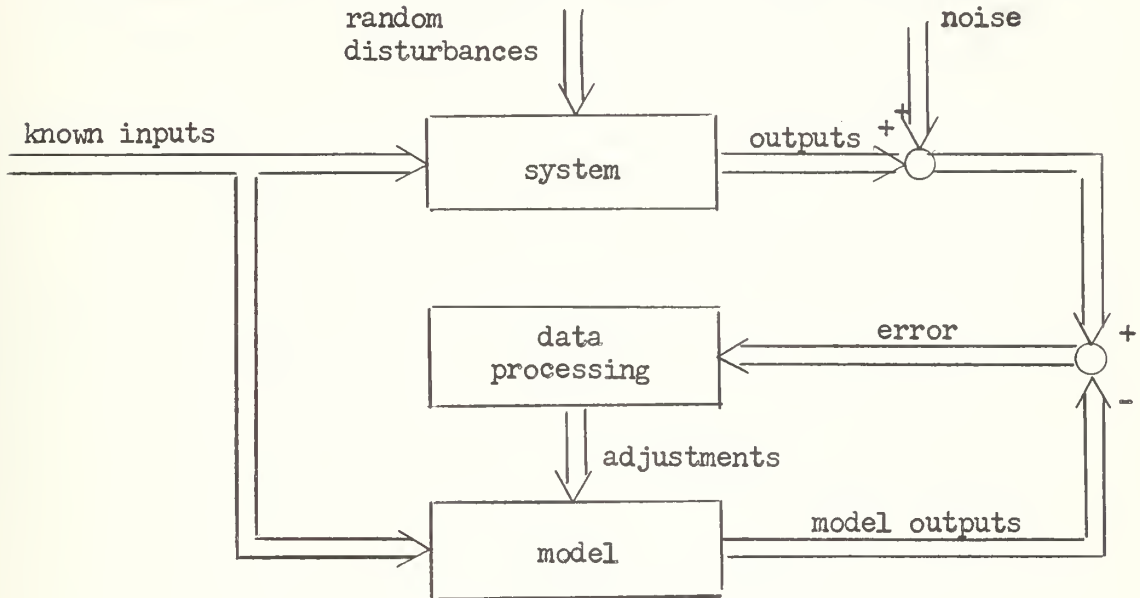 random
disturbances
noise
known inputs
system
outputs
+
+
data
processing
error
+
-
adjustments
model
model outputs